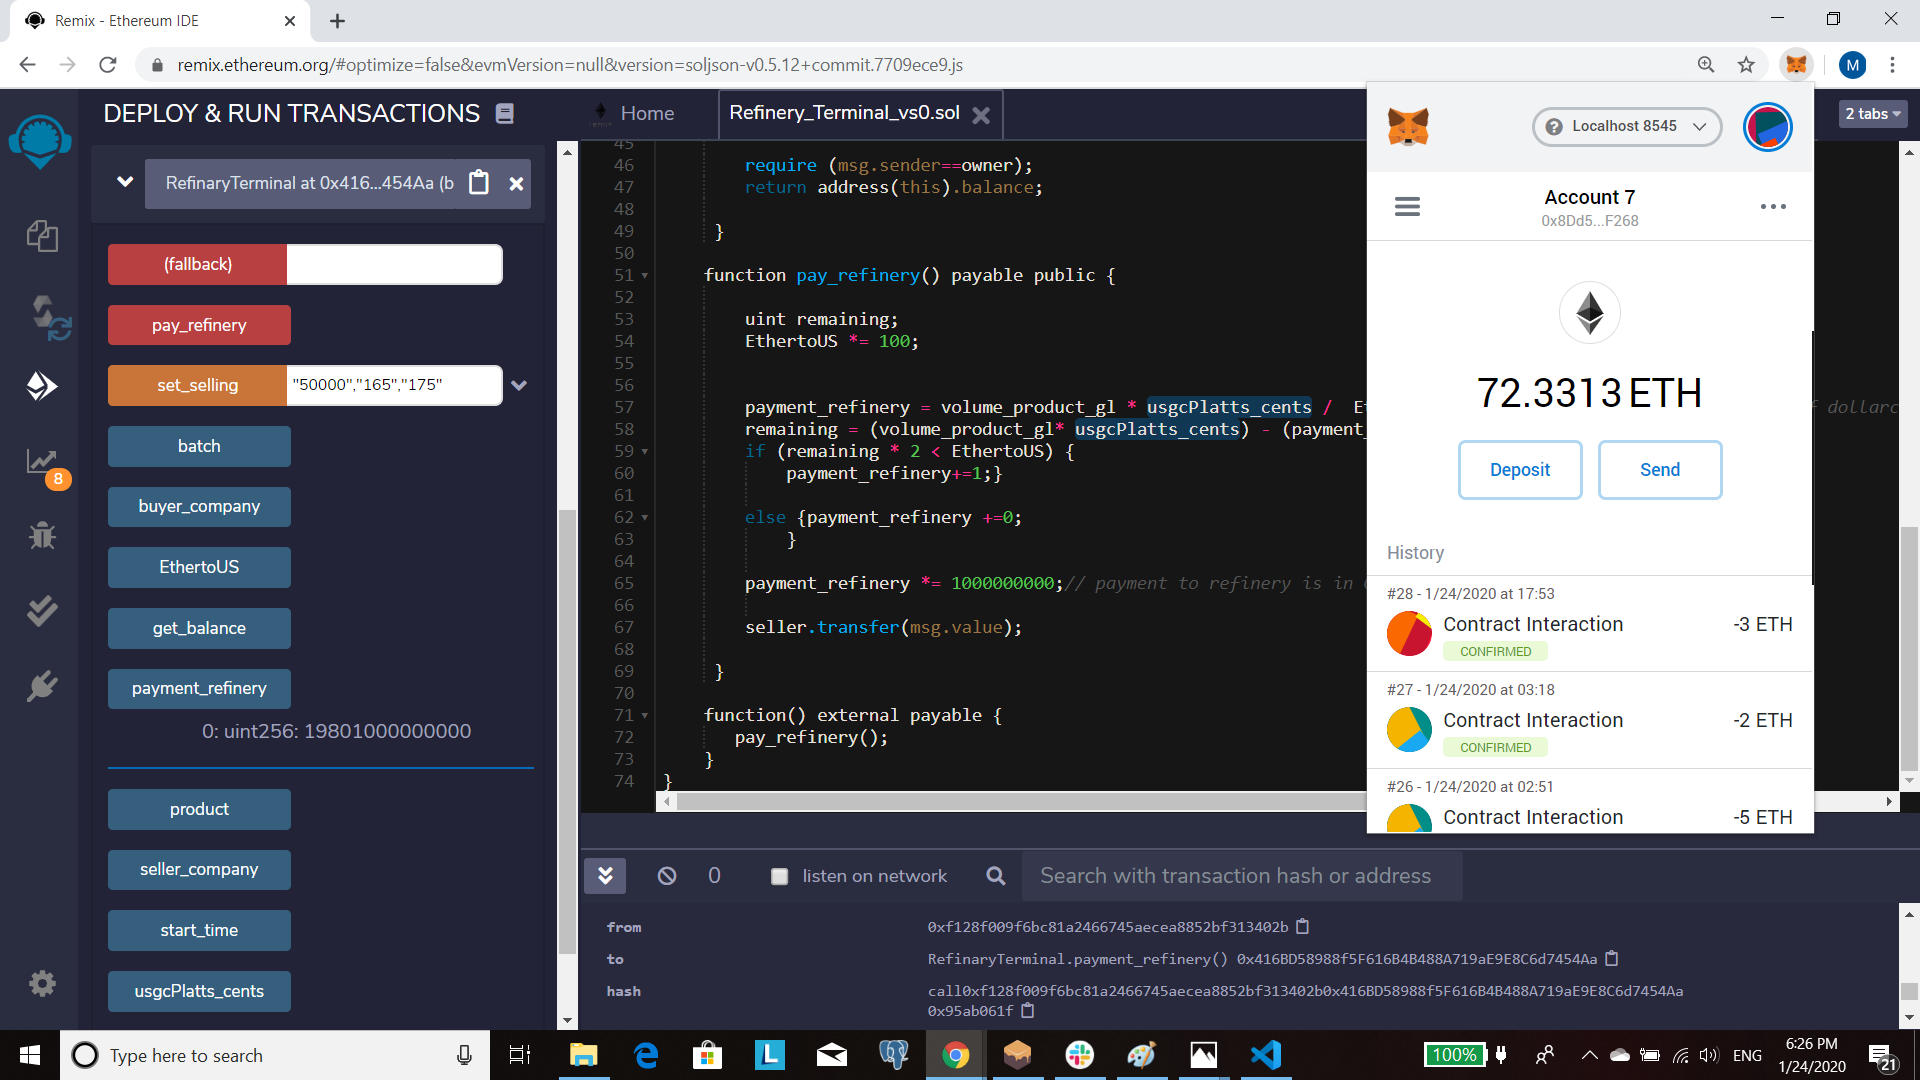 Remix - Ethereum IDE
remix.ethereum.org/#optimize=false&evmVersion=null&version=soljson-v0.5.12+commit.7709ece9.js
M
DEPLOY & RUN TRANSACTIONS
RefinaryTerminal at 0x416...454Aa (b
(fallback)
pay_refinery
set_selling "50000","165","175"
batch
8
buyer_company
EthertoUS
get_balance
payment_refinery
0: uint256: 19801000000000
product
seller_company
start_time
usgcPlatts_cents
Home
Refinery_Terminal_vs0.sol
2 tabs
45
46 require (msg.sender==owner);
47 return address(this).balance;
48
49 }
50
51 function pay_refinery() payable public {
52
53 uint remaining;
54 EthertoUS *= 100;
55
56
57 payment_refinery = volume_product_gl * usgcPlatts_cents / Et
dollarc
58 remaining = (volume_product_gl* usgcPlatts_cents) - (payment_
59 if (remaining * 2 < EthertoUS) {
60 payment_refinery+=1;}
61
62 else {payment_refinery +=0;
63 }
64
65 payment_refinery *= 1000000000;// payment to refinery is in
66
67 seller.transfer(msg.value);
68
69 }
70
71 function() external payable {
72 pay_refinery();
73 }
74 }
Localhost 8545
Account 7
0x8Dd5...F268
72.3313 ETH
Deposit
Send
History
#28 - 1/24/2020 at 17:53
Contract Interaction -3 ETH
CONFIRMED
#27 - 1/24/2020 at 03:18
Contract Interaction -2 ETH
CONFIRMED
#26 - 1/24/2020 at 02:51
Contract Interaction -5 ETH
0
listen on network
Search with transaction hash or address
from 0xf128f009f6bc81a2466745aecea8852bf313402b
to RefinaryTerminal.payment_refinery() 0x416BD58988f5F616B4B488A719aE9E8C6d7454Aa
hash call0xf128f009f6bc81a2466745aecea8852bf313402b0x416BD58988f5F616B4B488A719aE9E8C6d7454Aa
0x95ab061f
Type here to search
L
100%
ENG
6:26 PM
1/24/2020
21